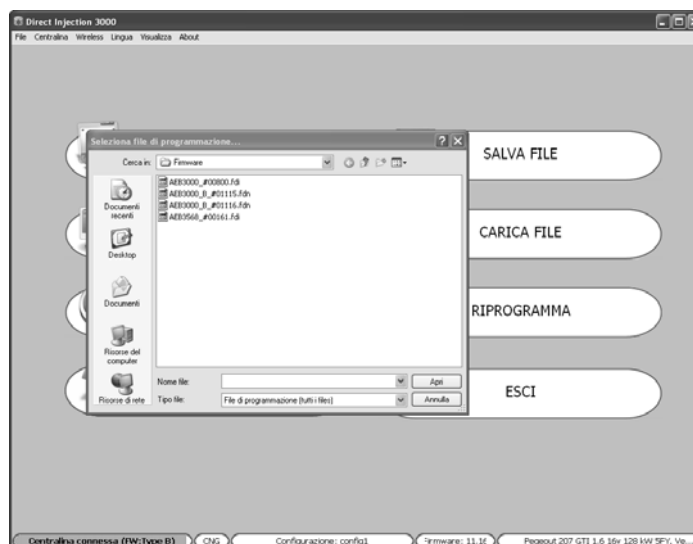 Direct Injection 3000
File Centralina Wireless Lingua Visualizza About
Seleziona file di programmazione...
Cerca in: Firmware
AEB3000_#00800.fdi
AEB3000_B_#01115.fdn
AEB3000_B_#01116.fdn
AEB3568_#00161.fdi
Documenti recenti
Desktop
Documenti
Risorse del computer
Risorse di rete
Nome file:
Apri
Tipo file: File di programmazione (tutti i files)
Annulla
SALVA FILE
CARICA FILE
RIPROGRAMMA
ESCI
Centralina connessa (FW:Type B) CNG Configurazione: config1 Firmware: 11.16 Pegeout 207 GTI 1.6 16v 128 kW 5FY, Ve...